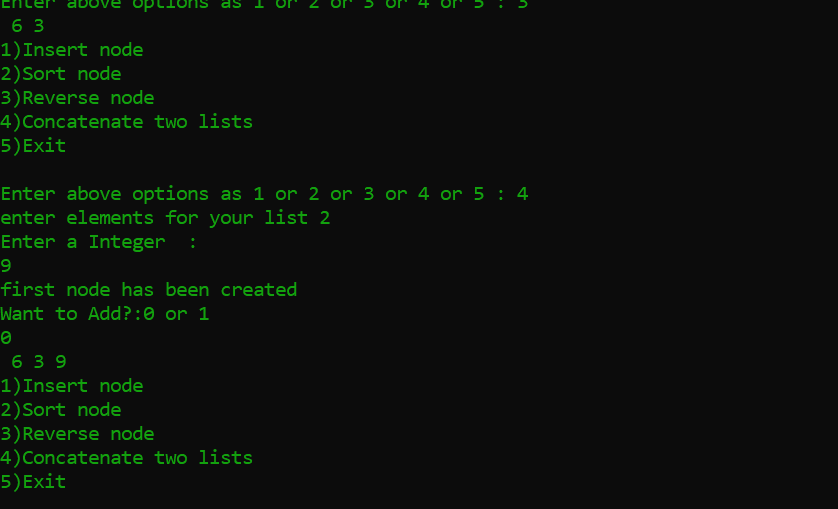 Enter above options as 1 or 2 or 3 or 4 or 5 : 3
6 3
1)Insert node
2)Sort node
3)Reverse node
4)Concatenate two lists
5)Exit
Enter above options as 1 or 2 or 3 or 4 or 5 : 4
enter elements for your list 2
Enter a Integer  :
9
first node has been created
Want to Add?:0 or 1
0
6 3 9
1)Insert node
2)Sort node
3)Reverse node
4)Concatenate two lists
5)Exit